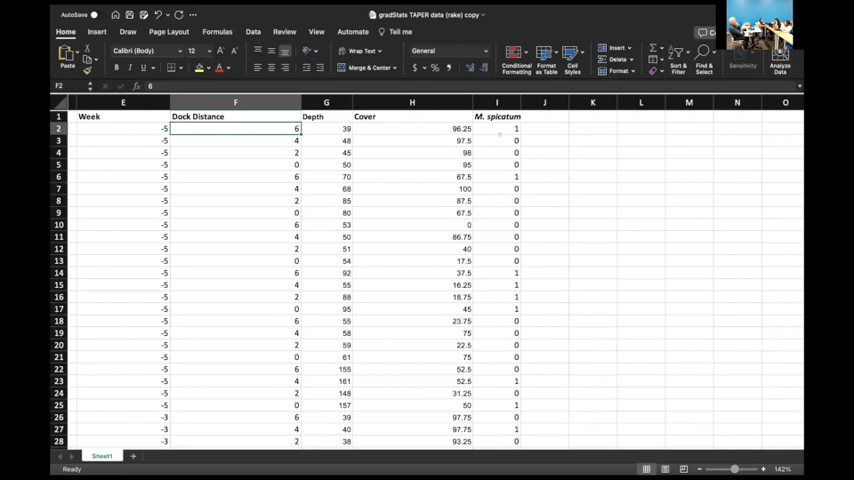 AutoSave gradStats TAPER data (rake) copy
Home Insert Draw Page Layout Formulas Data Review View Automate Tell me
Paste Calibri (Body) 12 A A Wrap Text General Conditional Formatting Format as Table Cell Styles Insert Sort & Filter Find & Select Sensitivity Analyze Data
B I U A Merge & Center $ % Delete
Format
F2 fx 6
E F G H I J K L M N O
1 Week Dock Distance Depth Cover M. spicatum
2 -5 6 39 96.25 1
3 -5 4 48 97.5 0
4 -5 2 45 98 0
5 -5 0 50 95 0
6 -5 6 70 67.5 1
7 -5 4 68 100 0
8 -5 2 85 87.5 0
9 -5 0 80 67.5 0
10 -5 6 53 0 0
11 -5 4 50 86.75 0
12 -5 2 51 40 0
13 -5 0 54 17.5 0
14 -5 6 92 37.5 1
15 -5 4 55 16.25 1
16 -5 2 88 18.75 1
17 -5 0 95 45 1
18 -5 6 55 23.75 0
19 -5 4 58 75 0
20 -5 2 59 22.5 0
21 -5 0 61 75 0
22 -5 6 155 52.5 0
23 -5 4 161 52.5 1
24 -5 2 148 31.25 0
25 -5 0 157 50 1
26 -3 6 39 97.75 0
27 -3 4 40 97.75 1
28 -3 2 38 93.25 0
Sheet1 +
Ready 142%